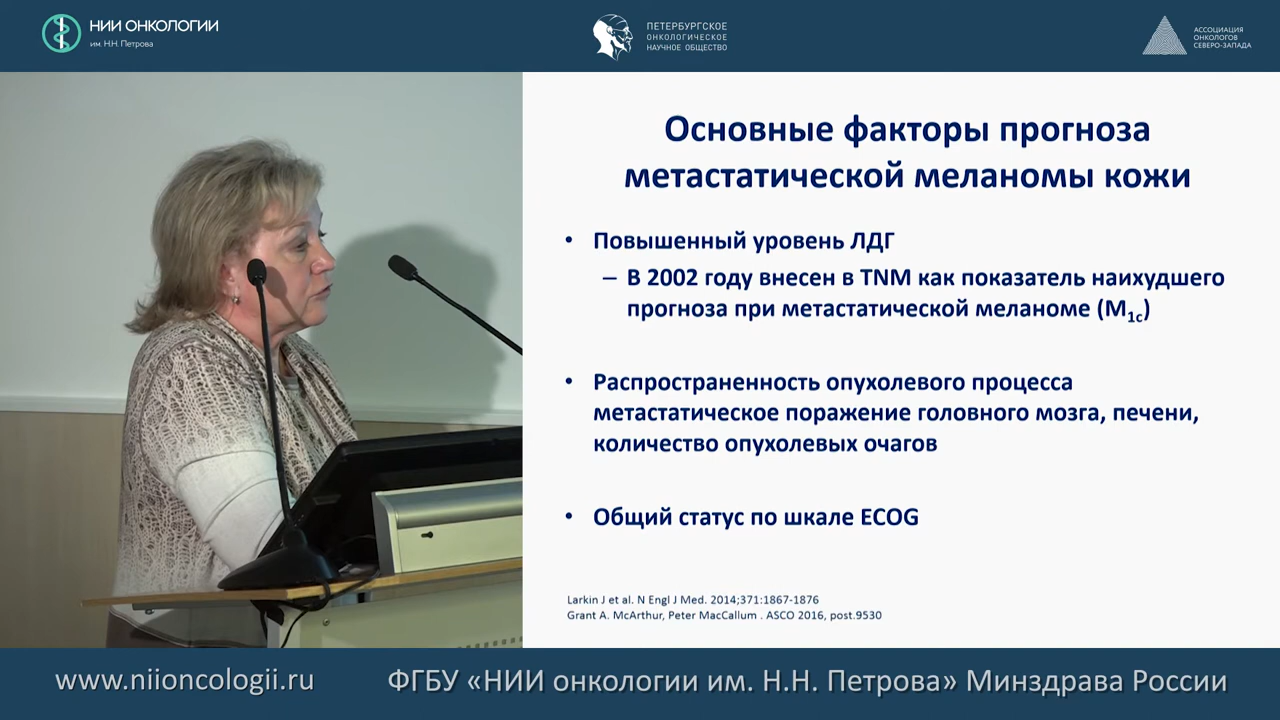 НИИ ОНКОЛОГИИ
им. Н.Н. Петрова
ПЕТЕРБУРГСКОЕ
ОНКОЛОГИЧЕСКОЕ
НАУЧНОЕ ОБЩЕСТВО
АССОЦИАЦИЯ
ОНКОЛОГОВ
СЕВЕРО-ЗАПАДА
Основные факторы прогноза
метастатической меланомы кожи
• Повышенный уровень ЛДГ
– В 2002 году внесен в TNM как показатель наихудшего
прогноза при метастатической меланоме (M1c)
• Распространенность опухолевого процесса
метастатическое поражение головного мозга, печени,
количество опухолевых очагов
• Общий статус по шкале ECOG
Larkin J et al. N Engl J Med. 2014;371:1867-1876
Grant A. McArthur, Peter MacCallum . ASCO 2016, post.9530
www.niioncologii.ru
ФГБУ «НИИ онкологии им. Н.Н. Петрова» Минздрава России